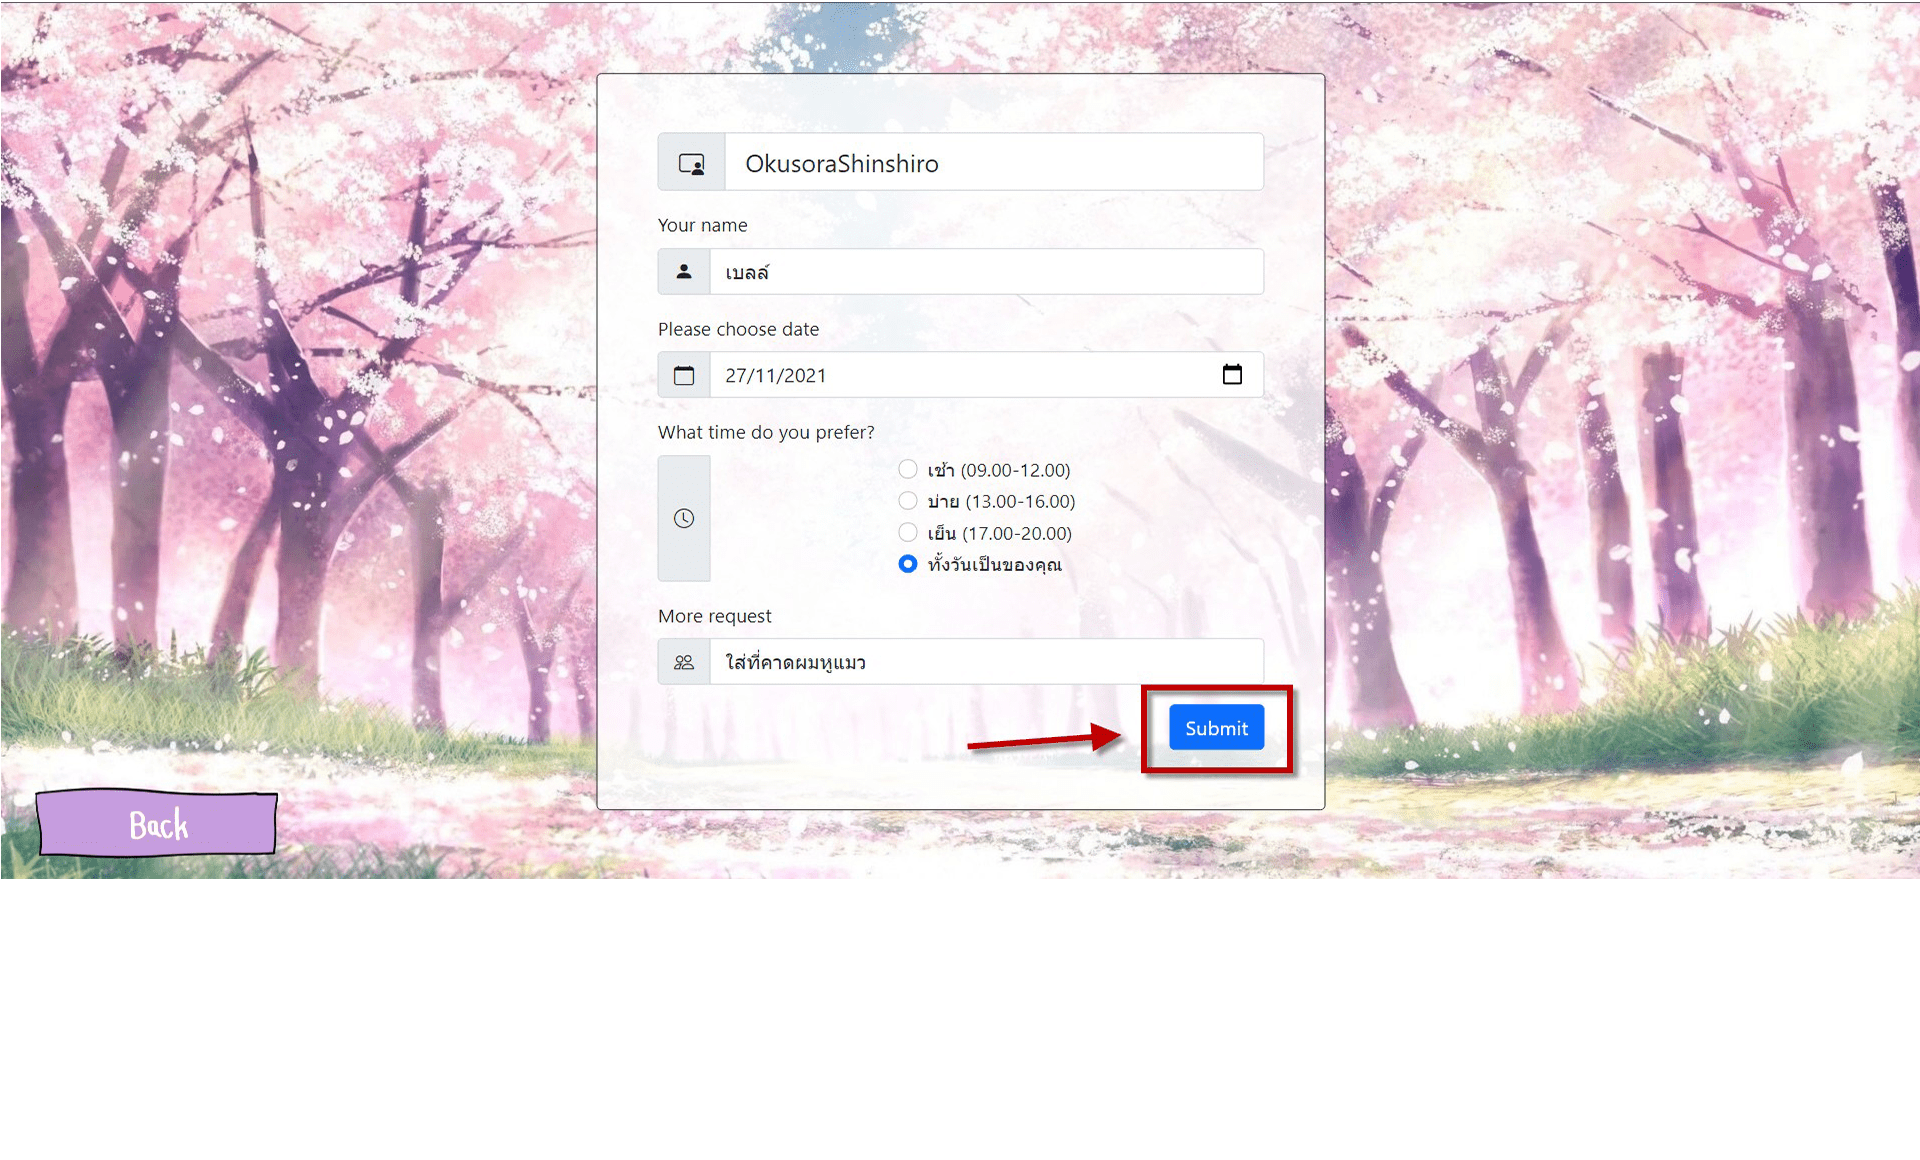 OkusoraShinshiro
Your name
เบลล์
Please choose date
27/11/2021
What time do you prefer?
เช้า (09.00-12.00)
บ่าย (13.00-16.00)
เย็น (17.00-20.00)
ทั้งวันเป็นของคุณ
More request
ใส่ที่คาดผมหูแมว
Submit
Back